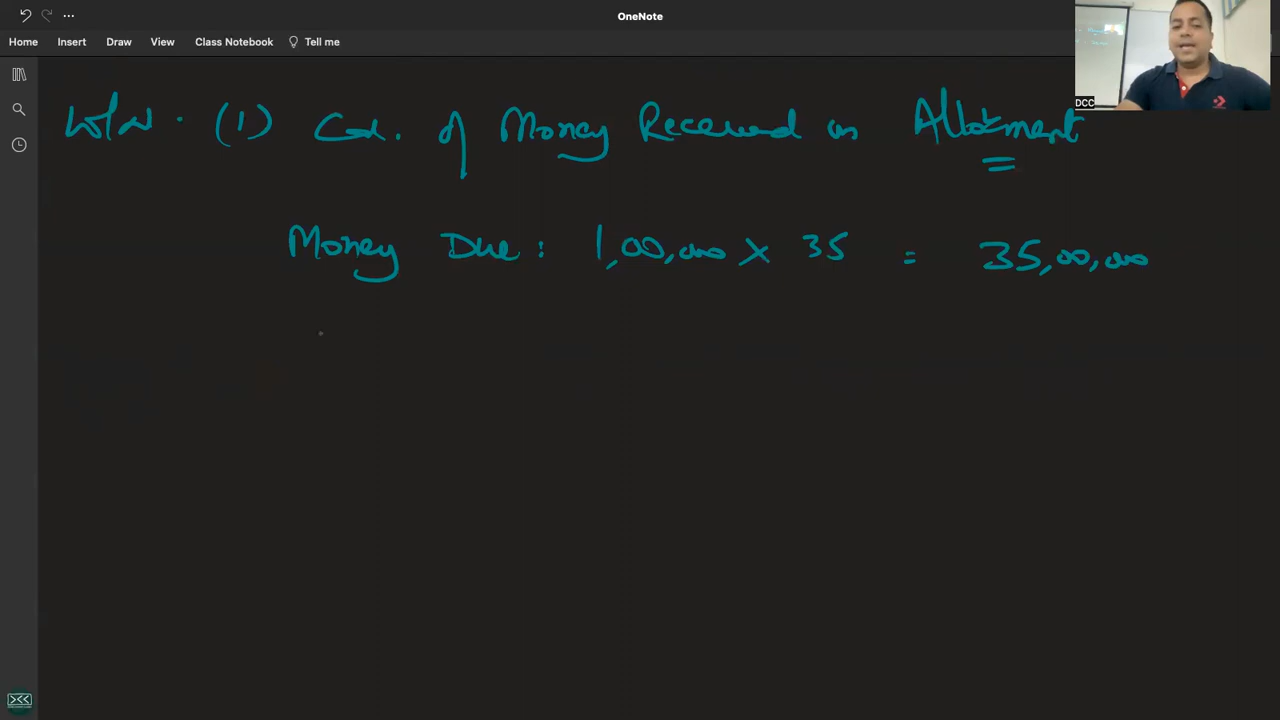 OneNote
Home Insert Draw View Class Notebook Tell me
DCC
W/N. (1) Cal. of Money Received on Allotment
Money Due : 1,00,000 X 35 = 35,00,000